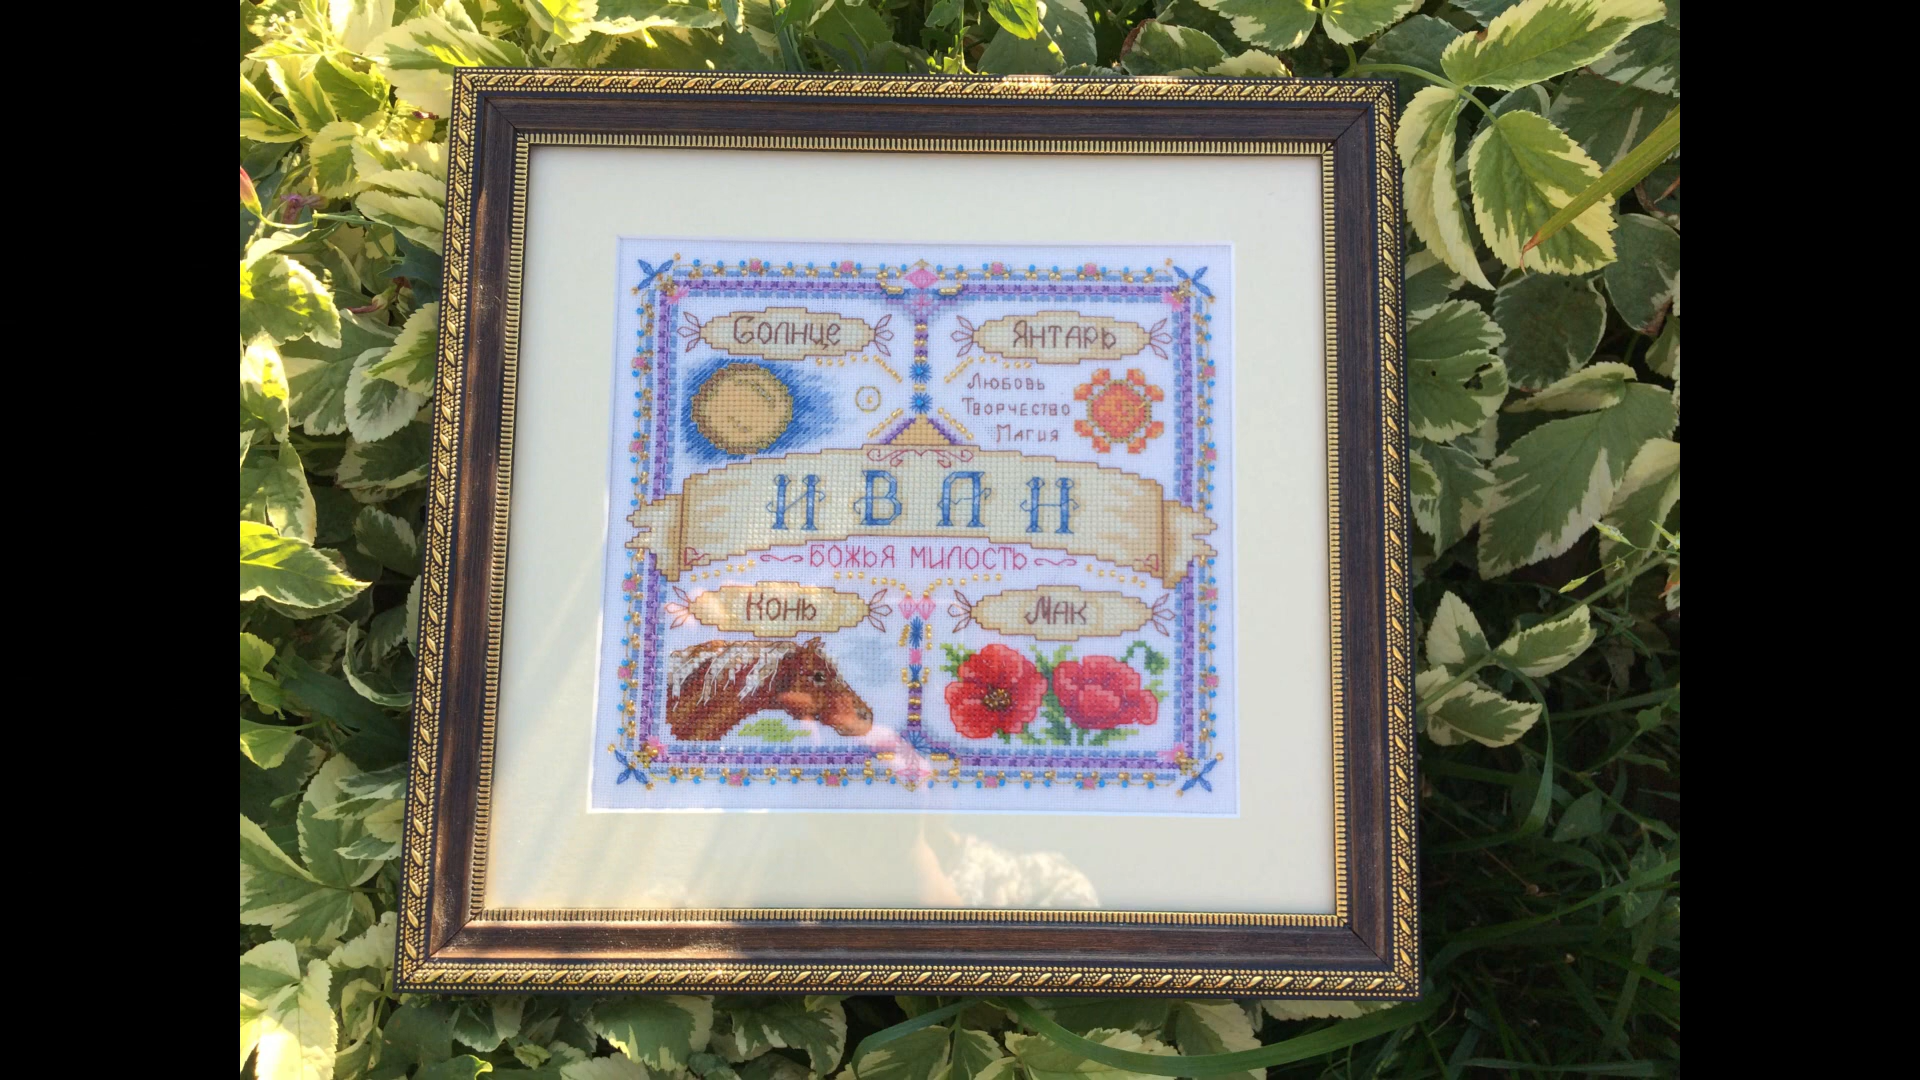 Солнце
Янтарь
Любовь
Творчество
Магия
ИВАН
БОЖЬЯ МИЛОСТЬ
Конь
Мак